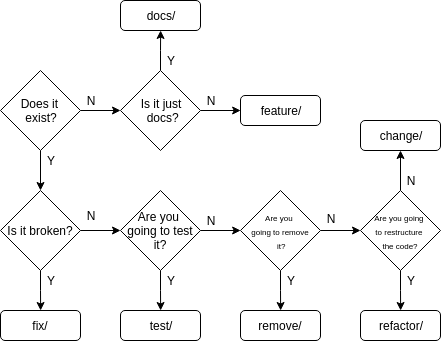 docs/
Y
Does it
exist?
N
Is it just
docs?
N
feature/
Y
change/
N
Is it broken?
N
Are you
going to test
it?
N
Are you
going to remove
it?
N
Are you going
to restructure
the code?
Y
Y
Y
Y
fix/
test/
remove/
refactor/